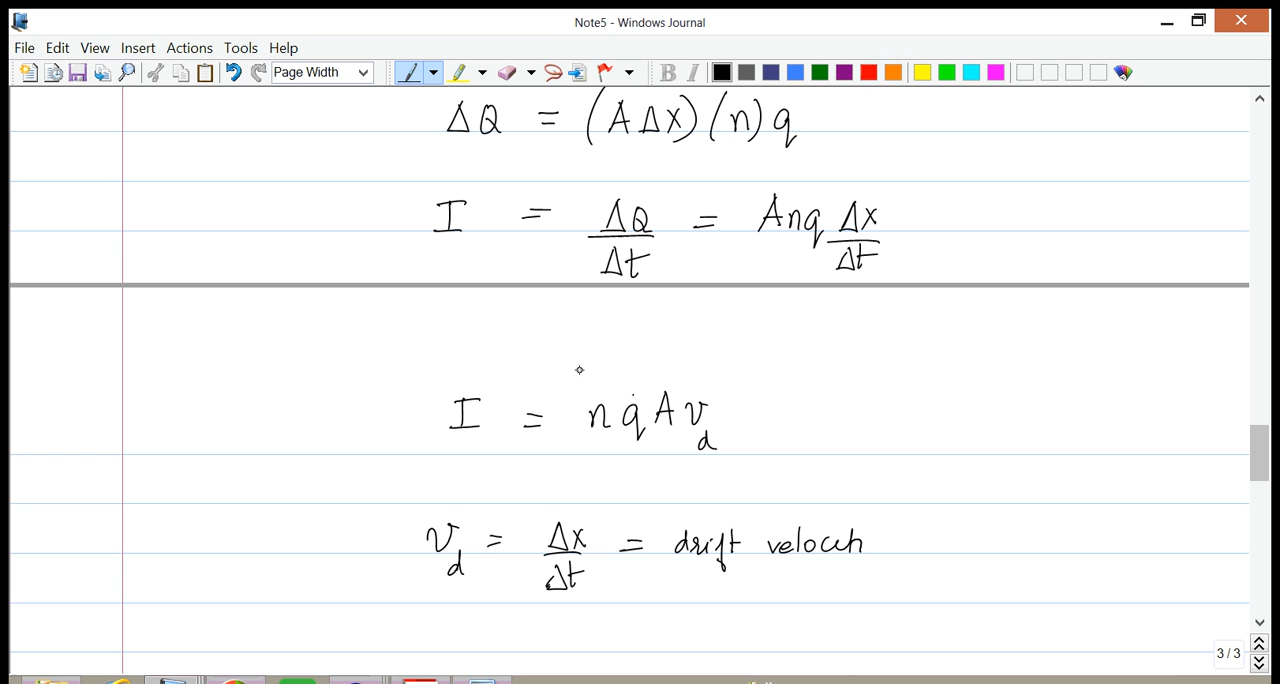 Note5 - Windows Journal
File Edit View Insert Actions Tools Help
Page Width B I
ΔQ = (AΔx)(n)q
I = ΔQ/Δt = Anq Δx/Δt
I = nqAv_d
v_d = Δx/Δt = drift veloch
3 / 3